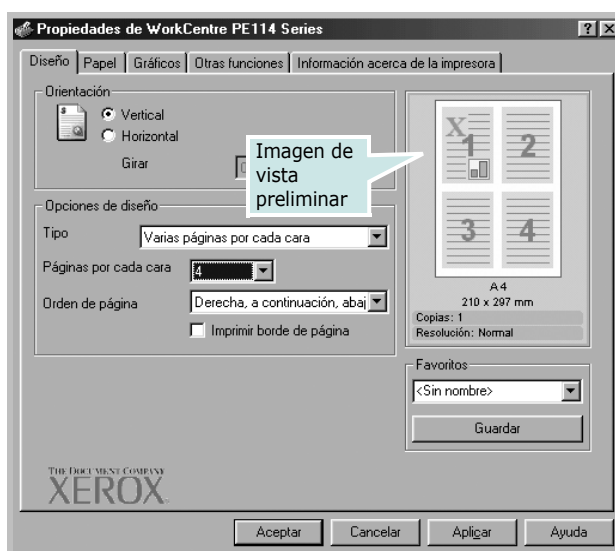 Propiedades de WorkCentre PE114 Series
Diseño Papel Gráficos Otras funciones Información acerca de la impresora
Orientación
Vertical
Horizontal
Girar
Imagen de
vista
preliminar
Opciones de diseño
Tipo Varias páginas por cada cara
Páginas por cada cara 4
Orden de página Derecha, a continuación, abaj
Imprimir borde de página
X
1 2
3 4
A4
210 x 297 mm
Copias: 1
Resolución: Normal
Favoritos
<Sin nombre>
Guardar
THE DOCUMENT COMPANY
XEROX
Aceptar Cancelar Aplicar Ayuda